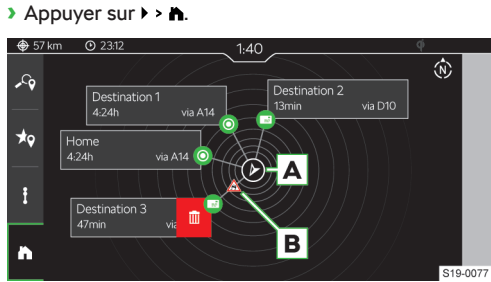 › Appuyer sur › .
57 km 23:12 1:40
N
Destination 1
4:24h via A14
Destination 2
13min via D10
Home
4:24h via A14
A
Destination 3
47min via
B
S19-0077